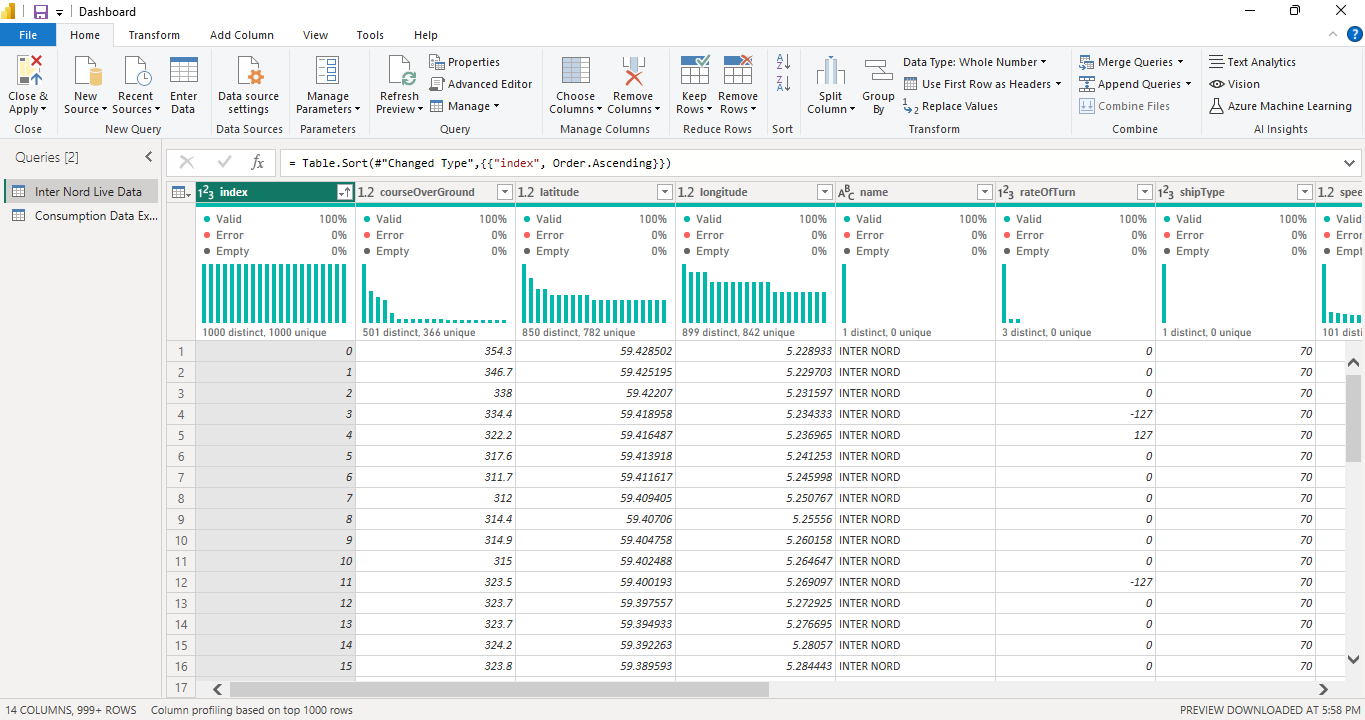 Dashboard
File Home Transform Add Column View Tools Help
Close & Apply
New Source
Recent Sources
Enter Data
Data source settings
Manage Parameters
Refresh Preview
Properties
Advanced Editor
Manage
Choose Columns
Remove Columns
Keep Rows
Remove Rows
Split Column
Group By
Data Type: Whole Number
Use First Row as Headers
Replace Values
Merge Queries
Append Queries
Combine Files
Text Analytics
Vision
Azure Machine Learning
Close New Query Data Sources Parameters Query Manage Columns Reduce Rows Sort Transform Combine AI Insights
Queries [2]
Inter Nord Live Data
Consumption Data Ex...
fx = Table.Sort(#"Changed Type",{{"index", Order.Ascending}})
123 index 1.2 courseOverGround 1.2 latitude 1.2 longitude ABC name 123 rateOfTurn 123 shipType 1.2 spee
Valid 100% Valid 100% Valid 100% Valid 100% Valid 100% Valid 100% Valid 100% Valid
Error 0% Error 0% Error 0% Error 0% Error 0% Error 0% Error 0% Error
Empty 0% Empty 0% Empty 0% Empty 0% Empty 0% Empty 0% Empty 0% Empt
1000 distinct, 1000 unique 501 distinct, 366 unique 850 distinct, 782 unique 899 distinct, 842 unique 1 distinct, 0 unique 3 distinct, 0 unique 1 distinct, 0 unique 101 disti
1 0 354.3 59.428502 5.228933 INTER NORD 0 70
2 1 346.7 59.425195 5.229703 INTER NORD 0 70
3 2 338 59.42207 5.231597 INTER NORD 0 70
4 3 334.4 59.418958 5.234333 INTER NORD -127 70
5 4 322.2 59.416487 5.236965 INTER NORD 127 70
6 5 317.6 59.413918 5.241253 INTER NORD 0 70
7 6 311.7 59.411617 5.245998 INTER NORD 0 70
8 7 312 59.409405 5.250767 INTER NORD 0 70
9 8 314.4 59.40706 5.25556 INTER NORD 0 70
10 9 314.9 59.404758 5.260158 INTER NORD 0 70
11 10 315 59.402488 5.264647 INTER NORD 0 70
12 11 323.5 59.400193 5.269097 INTER NORD -127 70
13 12 323.7 59.397557 5.272925 INTER NORD 0 70
14 13 323.7 59.394933 5.276695 INTER NORD 0 70
15 14 324.2 59.392263 5.28057 INTER NORD 0 70
16 15 323.8 59.389593 5.284443 INTER NORD 0 70
17
14 COLUMNS, 999+ ROWS Column profiling based on top 1000 rows PREVIEW DOWNLOADED AT 5:58 PM